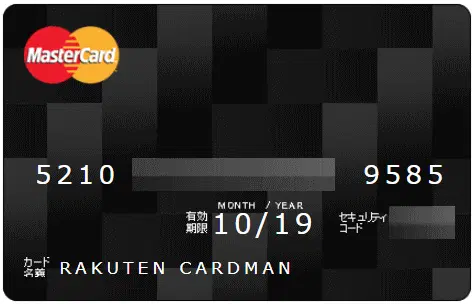 MasterCard
5210 9585
MONTH / YEAR
有効
期限
10/19
セキュリティ
コード
カード
名義
RAKUTEN CARDMAN